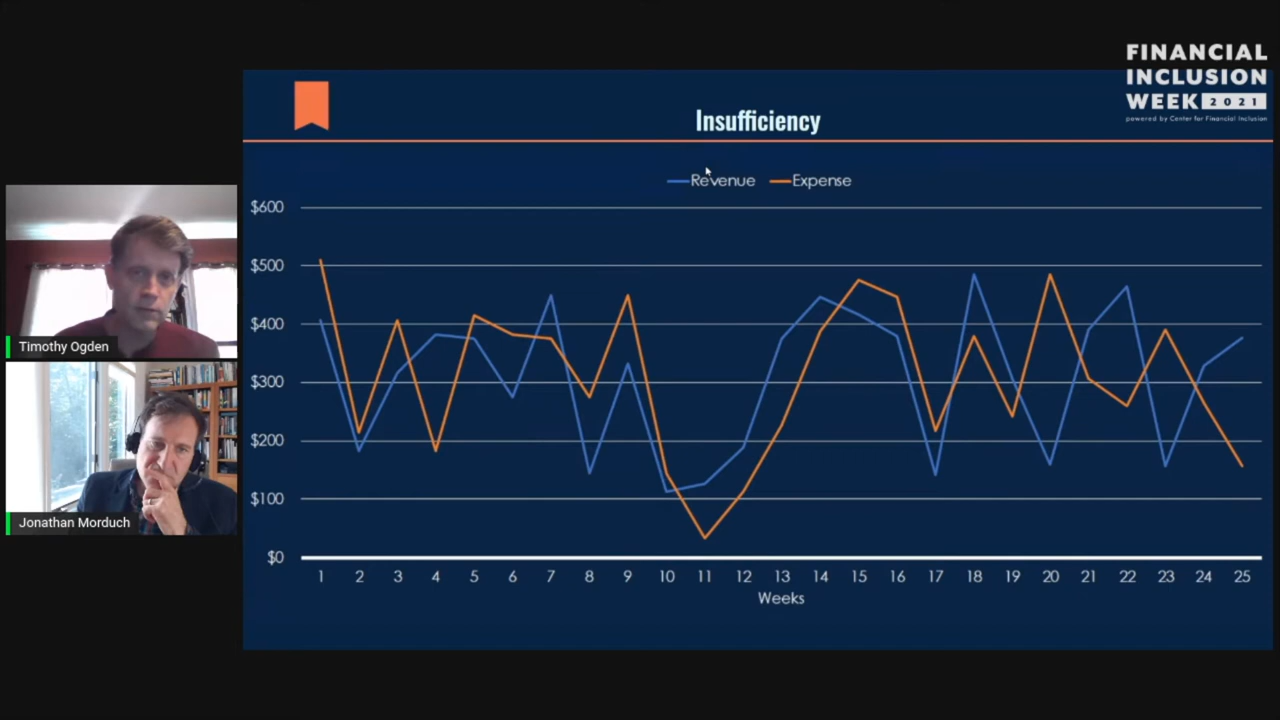 FINANCIAL
INCLUSION
WEEK 2021
powered by Center for Financial Inclusion
Insufficiency
Revenue Expense
$600
$500
$400
$300
$200
$100
$0
1 2 3 4 5 6 7 8 9 10 11 12 13 14 15 16 17 18 19 20 21 22 23 24 25
Weeks
Timothy Ogden
Jonathan Morduch